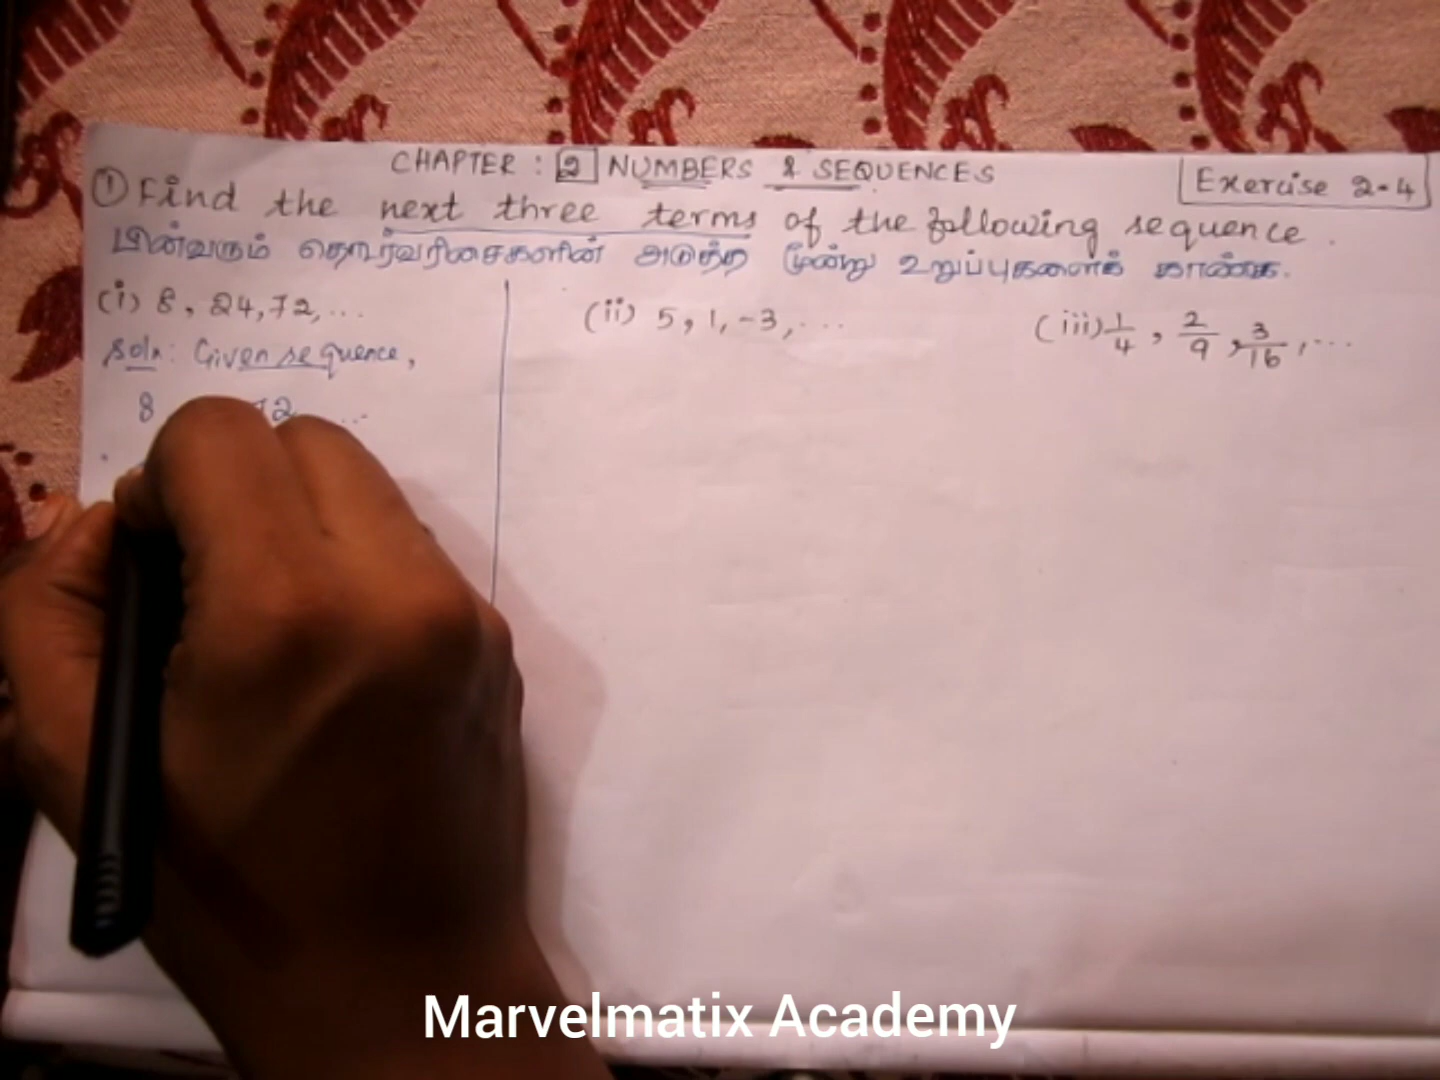 CHAPTER : 2 NUMBERS & SEQUENCES
Exercise 2.4
① Find the next three terms of the following sequence.
பின்வரும் தொடர்வரிசைகளின் அடுத்த மூன்று உறுப்புகளைக் காண்க.
(i) 8, 24, 72, ...
(ii) 5, 1, -3, ...
(iii) 1/4, 2/9, 3/16, ...
Soln: Given sequence,
8 72 ...
Marvelmatix Academy